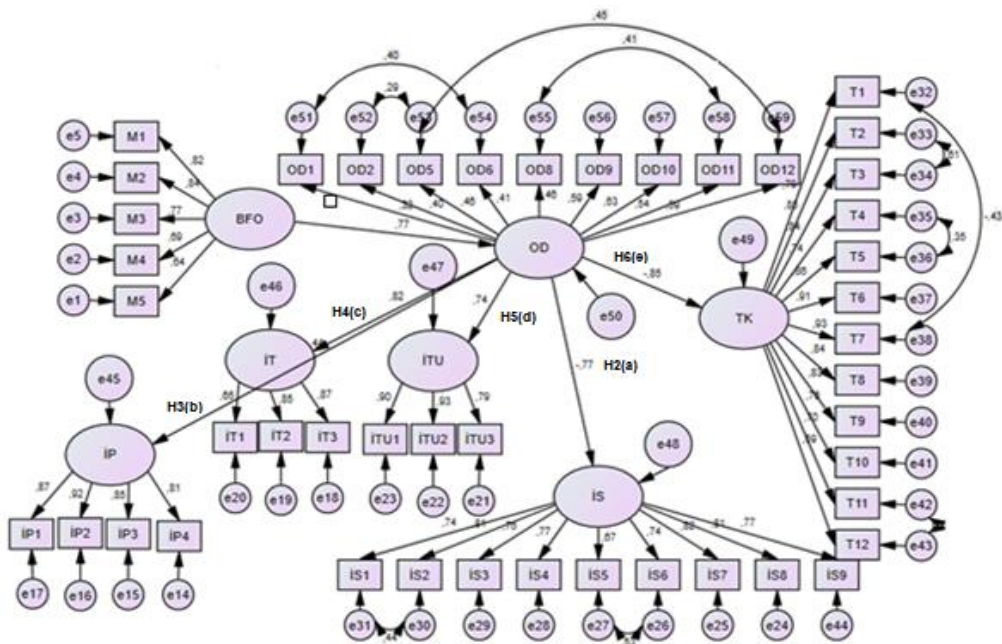 ,45
,40
,41
,29
e51
e52
e53
e54
e55
e56
e57
e58
e59
T1
e32
e5
M1
OD1
OD2
OD5
OD6
OD8
OD9
OD10
OD11
OD12
T2
e33
e4
M2
,82
,84
T3
e34
e3
M3
,77
BFO
,40
,46
,41
,46
T4
e35
-,43
e2
M4
,69
,77
OD
H6(e)
-,85
e49
,74
T5
e36
,35
e1
M5
,64
e47
e46
,82
,74
e50
TK
,91
T6
e37
H4(c)
H5(d)
,93
T7
e38
İT
İTU
-,77
H2(a)
,84
T8
e39
e45
H3(b)
,87
,90
,93
,79
T9
e40
İT1
İT2
İT3
İTU1
İTU2
İTU3
e48
T10
e41
İP
e20
e19
e18
e23
e22
e21
İS
T11
e42
,87
,92
,85
,81
T12
e43
İP1
İP2
İP3
İP4
,74
,77
,67
,74
,77
e17
e16
e15
e14
İS1
İS2
İS3
İS4
İS5
İS6
İS7
İS8
İS9
e31
e30
e29
e28
e27
e26
e25
e24
e44
,44